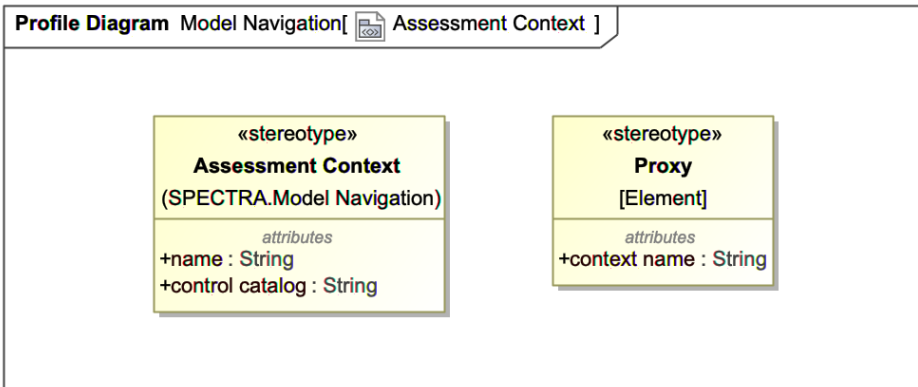 Profile Diagram Model Navigation[ Assessment Context ]
«stereotype»
Assessment Context
(SPECTRA.Model Navigation)
attributes
+name : String
+control catalog : String
«stereotype»
Proxy
[Element]
attributes
+context name : String